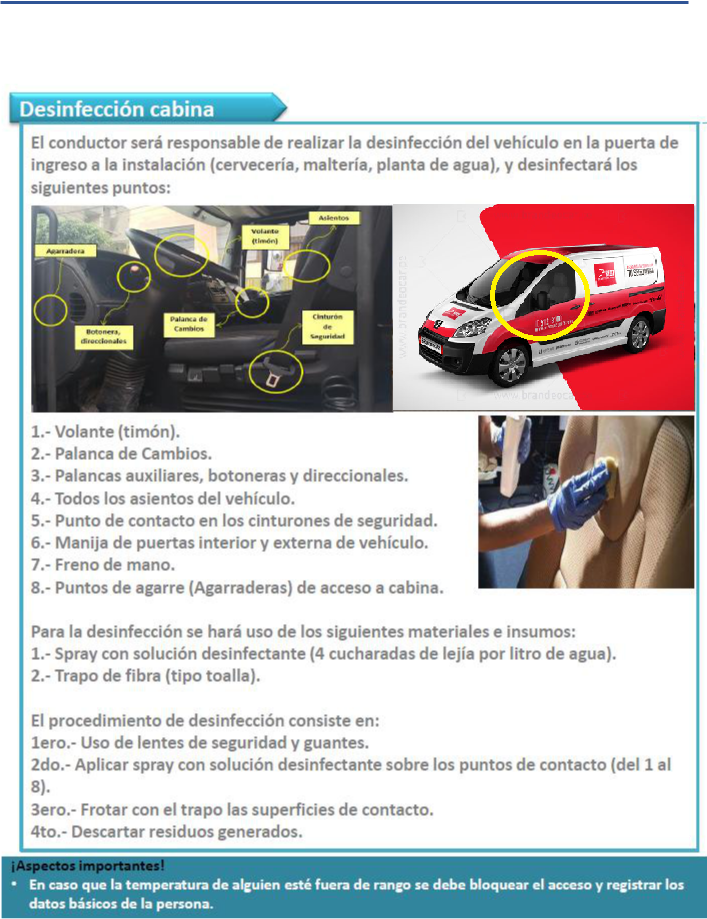 Desinfección cabina
El conductor será responsable de realizar la desinfección del vehículo en la puerta de
ingreso a la instalación (cervecería, maltería, planta de agua), y desinfectará los
siguientes puntos:
Agarradera
Volante
(timón)
Asientos
Botonera,
direccionales
Palanca de
Cambios
Cinturón
de
Seguridad
1.- Volante (timón).
2.- Palanca de Cambios.
3.- Palancas auxiliares, botoneras y direccionales.
4.- Todos los asientos del vehículo.
5.- Punto de contacto en los cinturones de seguridad.
6.- Manija de puertas interior y externa de vehículo.
7.- Freno de mano.
8.- Puntos de agarre (Agarraderas) de acceso a cabina.
Para la desinfección se hará uso de los siguientes materiales e insumos:
1.- Spray con solución desinfectante (4 cucharadas de lejía por litro de agua).
2.- Trapo de fibra (tipo toalla).
El procedimiento de desinfección consiste en:
1ero.- Uso de lentes de seguridad y guantes.
2do.- Aplicar spray con solución desinfectante sobre los puntos de contacto (del 1 al
8).
3ero.- Frotar con el trapo las superficies de contacto.
4to.- Descartar residuos generados.
¡Aspectos importantes!
• En caso que la temperatura de alguien esté fuera de rango se debe bloquear el acceso y registrar los
datos básicos de la persona.